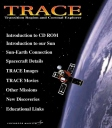 TRACE
Transition Region and Coronal Explorer
Introduction to CD ROM
Introduction to our Sun
Sun-Earth Connection
Spacecraft Details
TRACE Images
TRACE Movies
Other Missions
New Discoveries
Educational Links